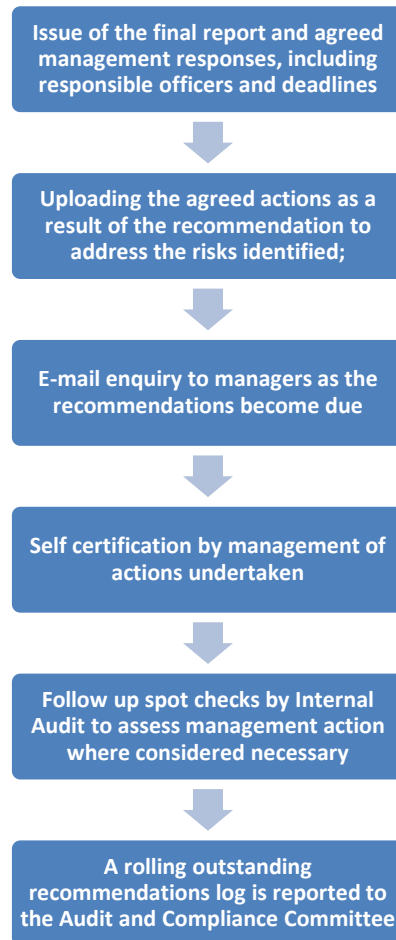 Issue of the final report and agreed
management responses, including
responsible officers and deadlines
Uploading the agreed actions as a
result of the recommendation to
address the risks identified;
E-mail enquiry to managers as the
recommendations become due
Self certification by management of
actions undertaken
Follow up spot checks by Internal
Audit to assess management action
where considered necessary
A rolling outstanding
recommendations log is reported to
the Audit and Compliance Committee